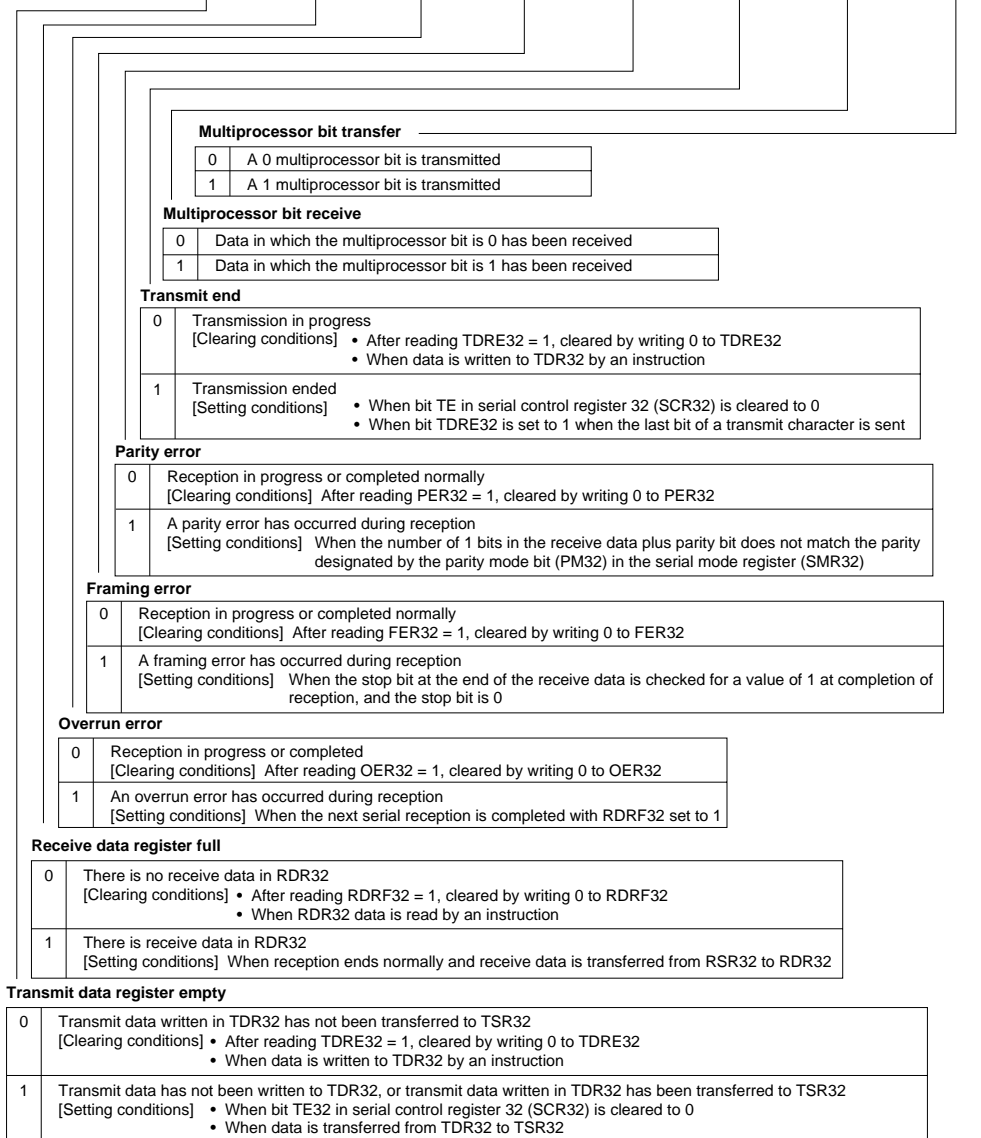 Multiprocessor bit transfer
0 A 0 multiprocessor bit is transmitted
1 A 1 multiprocessor bit is transmitted
Multiprocessor bit receive
0 Data in which the multiprocessor bit is 0 has been received
1 Data in which the multiprocessor bit is 1 has been received
Transmit end
0 Transmission in progress
[Clearing conditions] • After reading TDRE32 = 1, cleared by writing 0 to TDRE32
• When data is written to TDR32 by an instruction
1 Transmission ended
[Setting conditions] • When bit TE in serial control register 32 (SCR32) is cleared to 0
• When bit TDRE32 is set to 1 when the last bit of a transmit character is sent
Parity error
0 Reception in progress or completed normally
[Clearing conditions] After reading PER32 = 1, cleared by writing 0 to PER32
1 A parity error has occurred during reception
[Setting conditions] When the number of 1 bits in the receive data plus parity bit does not match the parity
designated by the parity mode bit (PM32) in the serial mode register (SMR32)
Framing error
0 Reception in progress or completed normally
[Clearing conditions] After reading FER32 = 1, cleared by writing 0 to FER32
1 A framing error has occurred during reception
[Setting conditions] When the stop bit at the end of the receive data is checked for a value of 1 at completion of
reception, and the stop bit is 0
Overrun error
0 Reception in progress or completed
[Clearing conditions] After reading OER32 = 1, cleared by writing 0 to OER32
1 An overrun error has occurred during reception
[Setting conditions] When the next serial reception is completed with RDRF32 set to 1
Receive data register full
0 There is no receive data in RDR32
[Clearing conditions] • After reading RDRF32 = 1, cleared by writing 0 to RDRF32
• When RDR32 data is read by an instruction
1 There is receive data in RDR32
[Setting conditions] When reception ends normally and receive data is transferred from RSR32 to RDR32
Transmit data register empty
0 Transmit data written in TDR32 has not been transferred to TSR32
[Clearing conditions] • After reading TDRE32 = 1, cleared by writing 0 to TDRE32
• When data is written to TDR32 by an instruction
1 Transmit data has not been written to TDR32, or transmit data written in TDR32 has been transferred to TSR32
[Setting conditions] • When bit TE32 in serial control register 32 (SCR32) is cleared to 0
• When data is transferred from TDR32 to TSR32